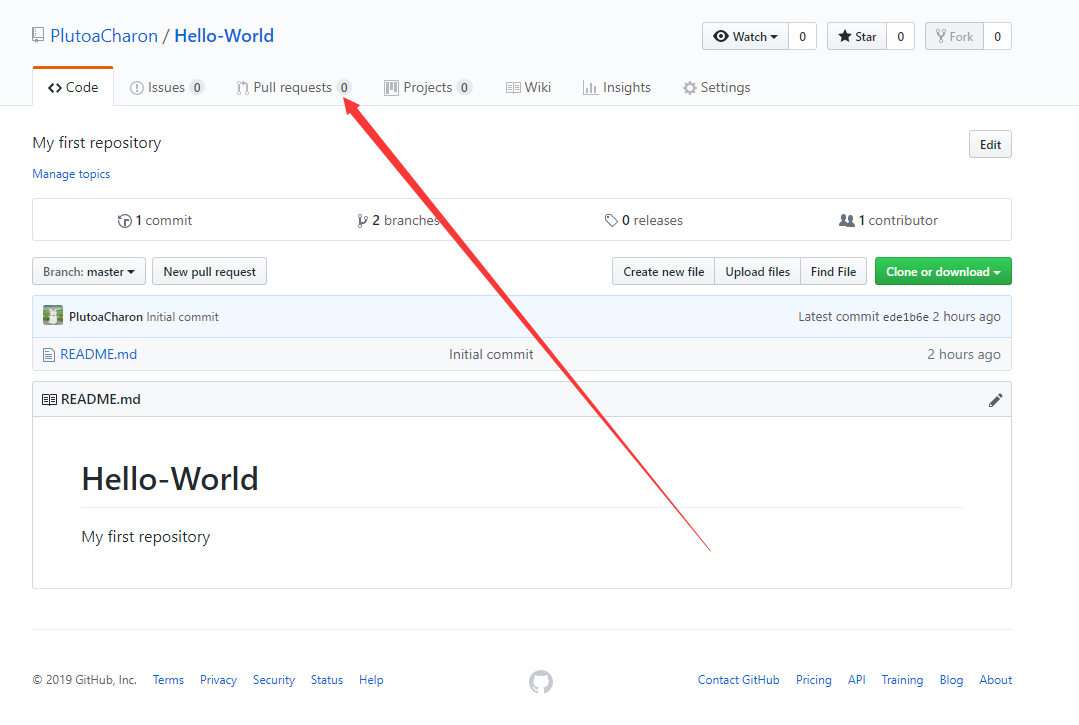 PlutoaCharon / Hello-World
Watch 0 Star 0 Fork 0
Code Issues 0 Pull requests 0 Projects 0 Wiki Insights Settings
My first repository
Edit
Manage topics
1 commit 2 branches 0 releases 1 contributor
Branch: master New pull request Create new file Upload files Find File Clone or download
PlutoaCharon Initial commit Latest commit ede1b6e 2 hours ago
README.md Initial commit 2 hours ago
README.md
Hello-World
My first repository
© 2019 GitHub, Inc. Terms Privacy Security Status Help Contact GitHub Pricing API Training Blog About